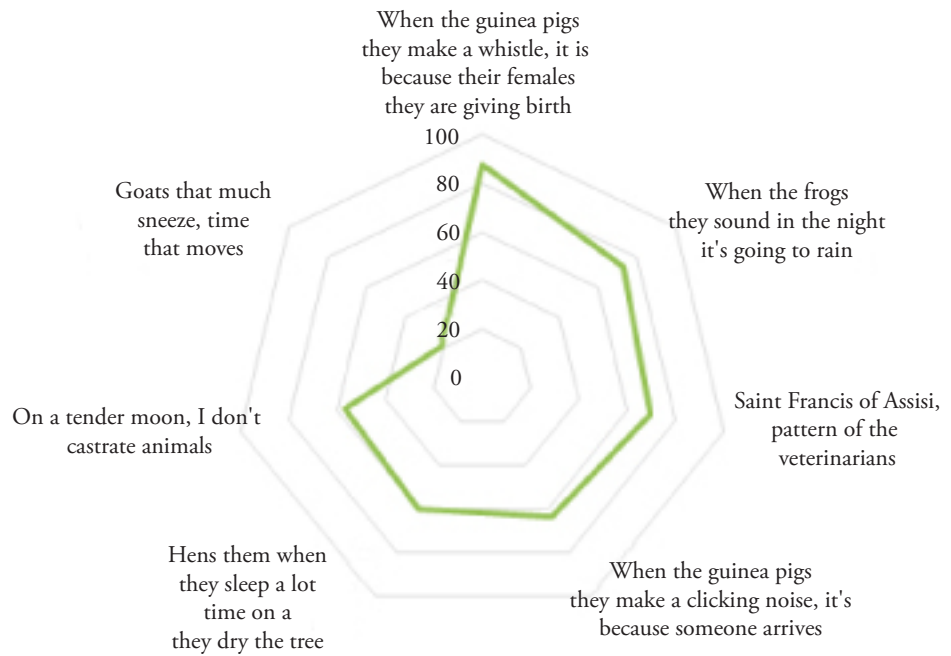 When the guinea pigs
they make a whistle, it is
because their females
they are giving birth
100
80
60
40
20
0
When the frogs
they sound in the night
it's going to rain
Saint Francis of Assisi,
pattern of the
veterinarians
When the guinea pigs
they make a clicking noise, it's
because someone arrives
Hens them when
they sleep a lot
time on a
they dry the tree
On a tender moon, I don't
castrate animals
Goats that much
sneeze, time
that moves